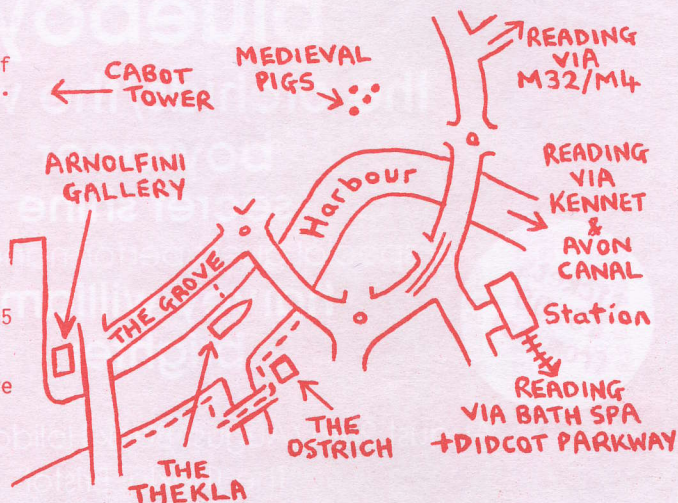 f
CABOT
TOWER
MEDIEVAL
PIGS
READING
VIA
M32/M4
ARNOLFINI
GALLERY
Harbour
READING
VIA
KENNET
&
AVON
CANAL
THE GROVE
5
Station
e
THE
OSTRICH
READING
VIA BATH SPA
+DIDCOT PARKWAY
THE
THEKLA